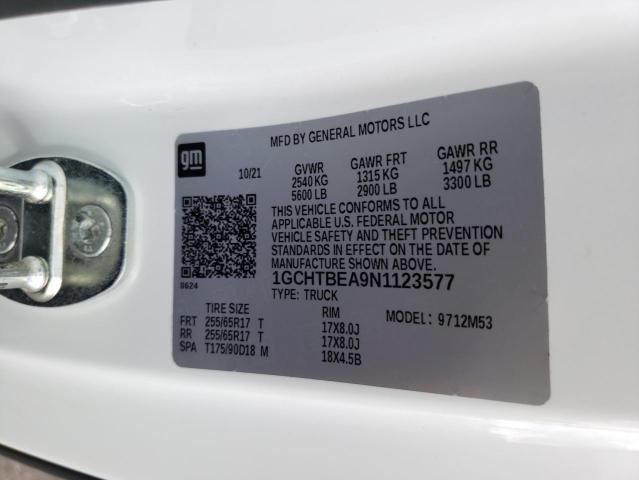 MFD BY GENERAL MOTORS LLC
gm
10/21
GVWR GAWR FRT GAWR RR
2540 KG 1315 KG 1497 KG
5600 LB 2900 LB 3300 LB
THIS VEHICLE CONFORMS TO ALL
APPLICABLE U.S. FEDERAL MOTOR
VEHICLE SAFETY AND THEFT PREVENTION
STANDARDS IN EFFECT ON THE DATE OF
MANUFACTURE SHOWN ABOVE.
8624
1GCHTBEA9N1123577
TYPE: TRUCK
TIRE SIZE RIM MODEL: 9712M53
FRT 255/65R17 T 17X8.0J
RR 255/65R17 T 17X8.0J
SPA T175/90D18 M 18X4.5B